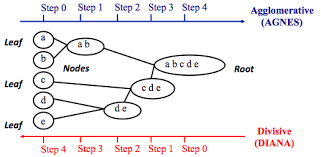 Step 0 Step 1 Step 2 Step 3 Step 4
Agglomerative
(AGNES)
Leaf
a
a b
b
Nodes
a b c d e
Root
Leaf
c
c d e
d
d e
Leaf
e
Step 4 Step 3 Step 2 Step 1 Step 0
Divisive
(DIANA)